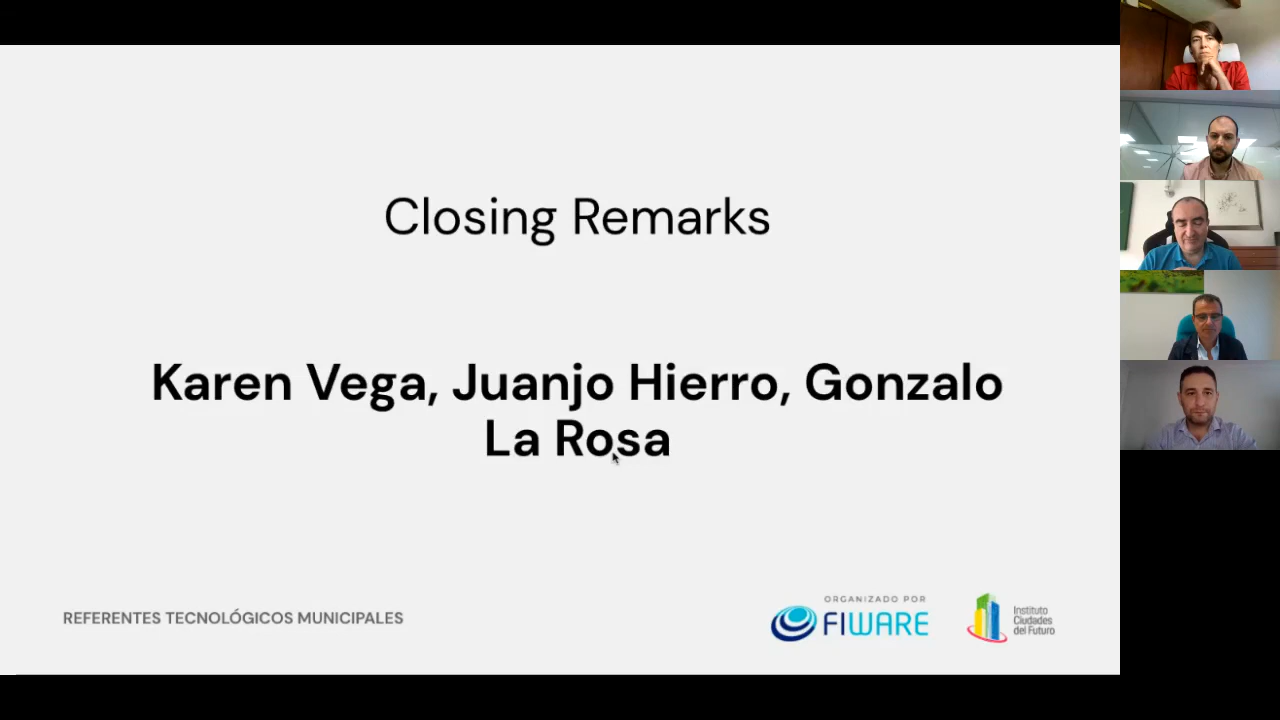 Closing Remarks
Karen Vega, Juanjo Hierro, Gonzalo
La Rosa
REFERENTES TECNOLÓGICOS MUNICIPALES
ORGANIZADO POR
FIWARE
Instituto
Ciudades
del Futuro